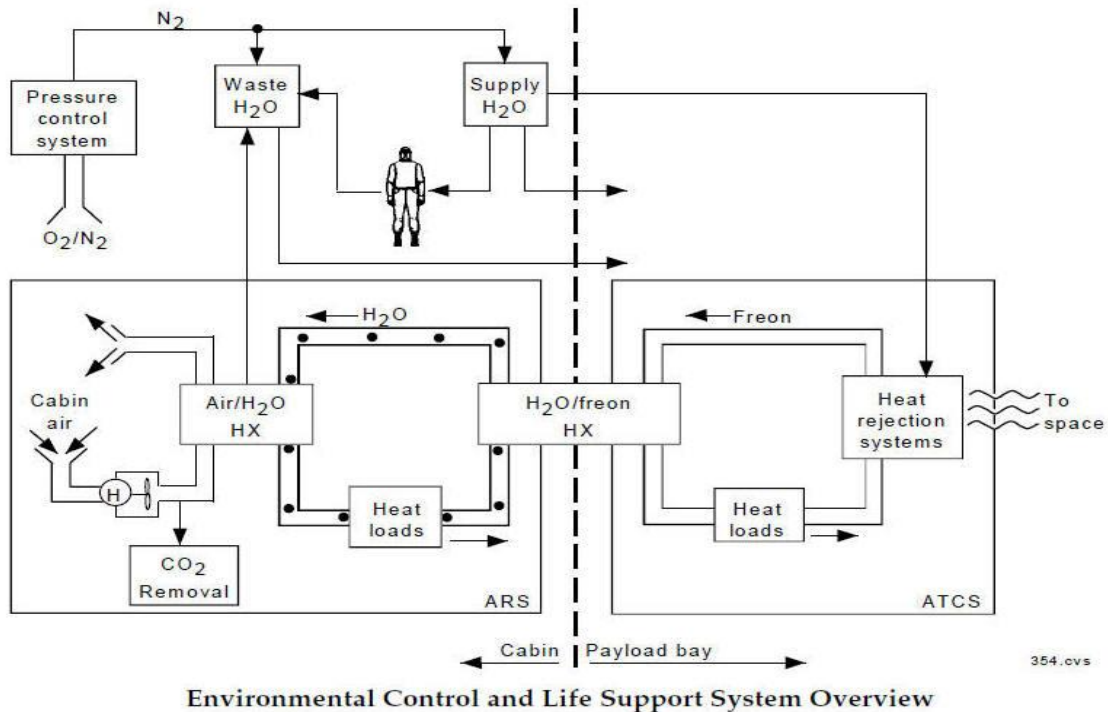 N2
Waste
H2O
Supply
H2O
Pressure
control
system
O2/N2
H2O
Freon
Cabin
air
Air/H2O
HX
H2O/freon
HX
Heat
rejection
systems
To
space
H
Heat
loads
Heat
loads
CO2
Removal
ARS
ATCS
Cabin
Payload bay
354.cvs
Environmental Control and Life Support System Overview